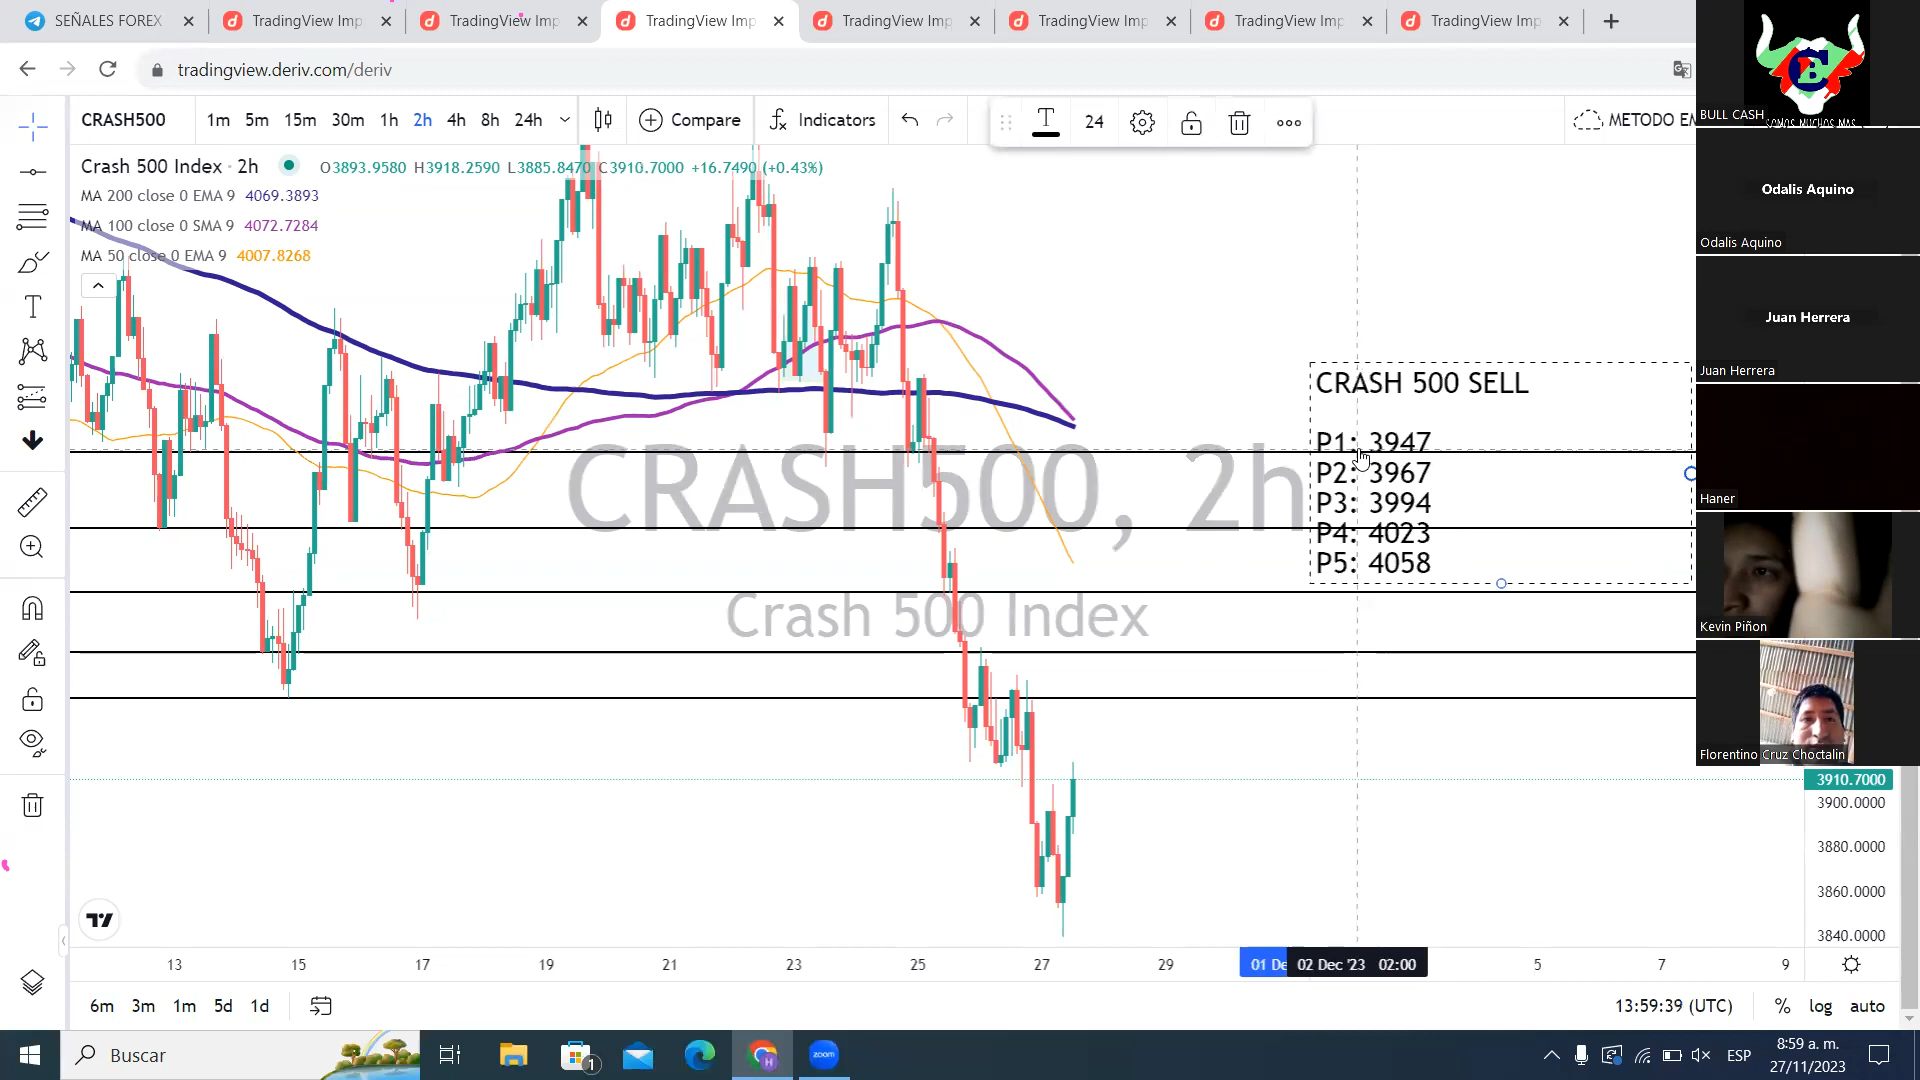 SEÑALES FOREX
TradingView Imp
TradingView Imp
TradingView Imp
TradingView Imp
TradingView Imp
TradingView Imp
TradingView Imp
tradingview.deriv.com/deriv
CRASH500 1m 5m 15m 30m 1h 2h 4h 8h 24h Compare Indicators T 24 METODO EM
Crash 500 Index · 2h O3893.9580 H3918.2590 L3885.8470 C3910.7000 +16.7490 (+0.43%)
MA 200 close 0 EMA 9 4069.3893
MA 100 close 0 SMA 9 4072.7284
MA 50 close 0 EMA 9 4007.8268
CRASH500, 2h
Crash 500 Index
CRASH 500 SELL
P1: 3947
P2: 3967
P3: 3994
P4: 4023
P5: 4058
BULL CASH
SOMOS MUCHOS MAS
Odalis Aquino
Odalis Aquino
Juan Herrera
Juan Herrera
Haner
Kevin Piñon
Florentino Cruz Choctalin
3910.7000
3900.0000
3880.0000
3860.0000
3840.0000
13 15 17 19 21 23 25 27 29 01 De 02 Dec '23 02:00 5 7 9
6m 3m 1m 5d 1d 13:59:39 (UTC) % log auto
Buscar
1
zoom
ESP
8:59 a. m.
27/11/2023